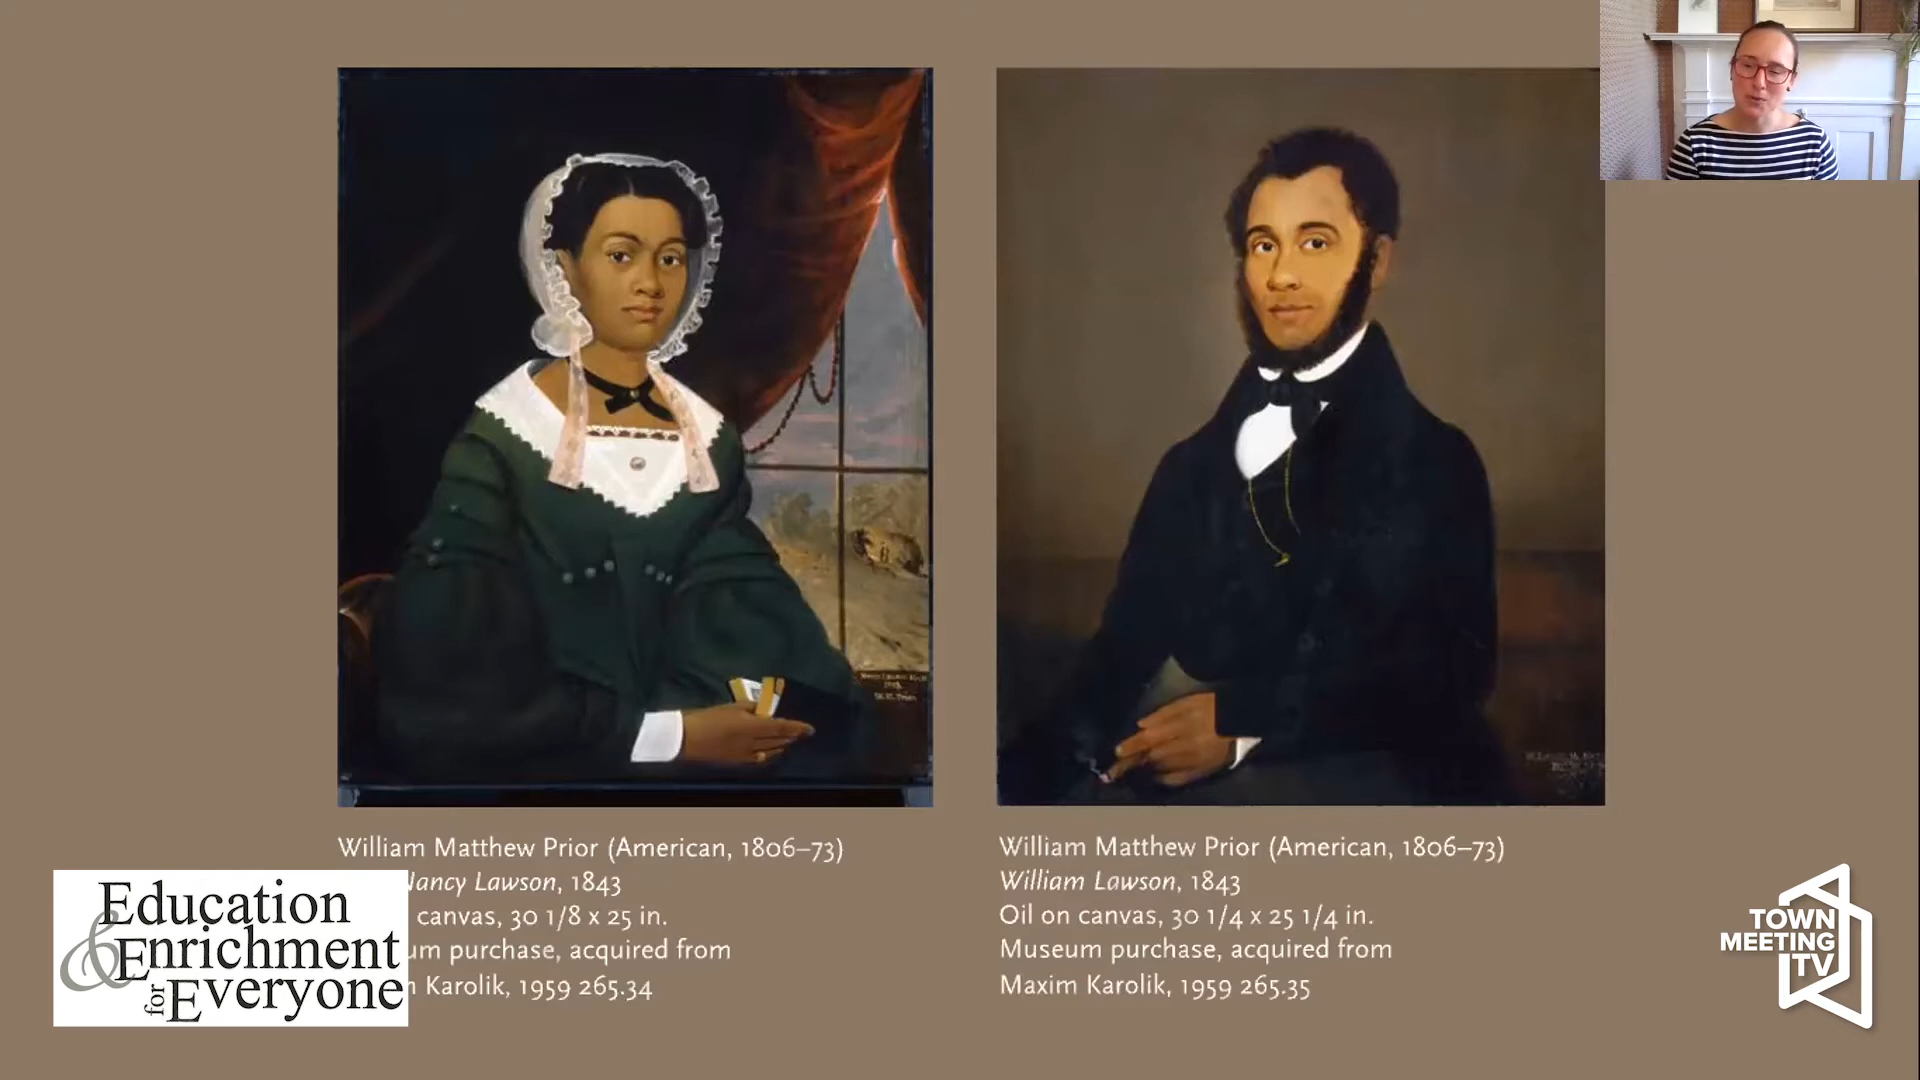 William Matthew Prior (American, 1806–73)
Nancy Lawson, 1843
canvas, 30 1/8 x 25 in.
um purchase, acquired from
Karolik, 1959 265.34
William Matthew Prior (American, 1806–73)
William Lawson, 1843
Oil on canvas, 30 1/4 x 25 1/4 in.
Museum purchase, acquired from
Maxim Karolik, 1959 265.35
Education
& Enrichment
for Everyone
TOWN
MEETING
TV